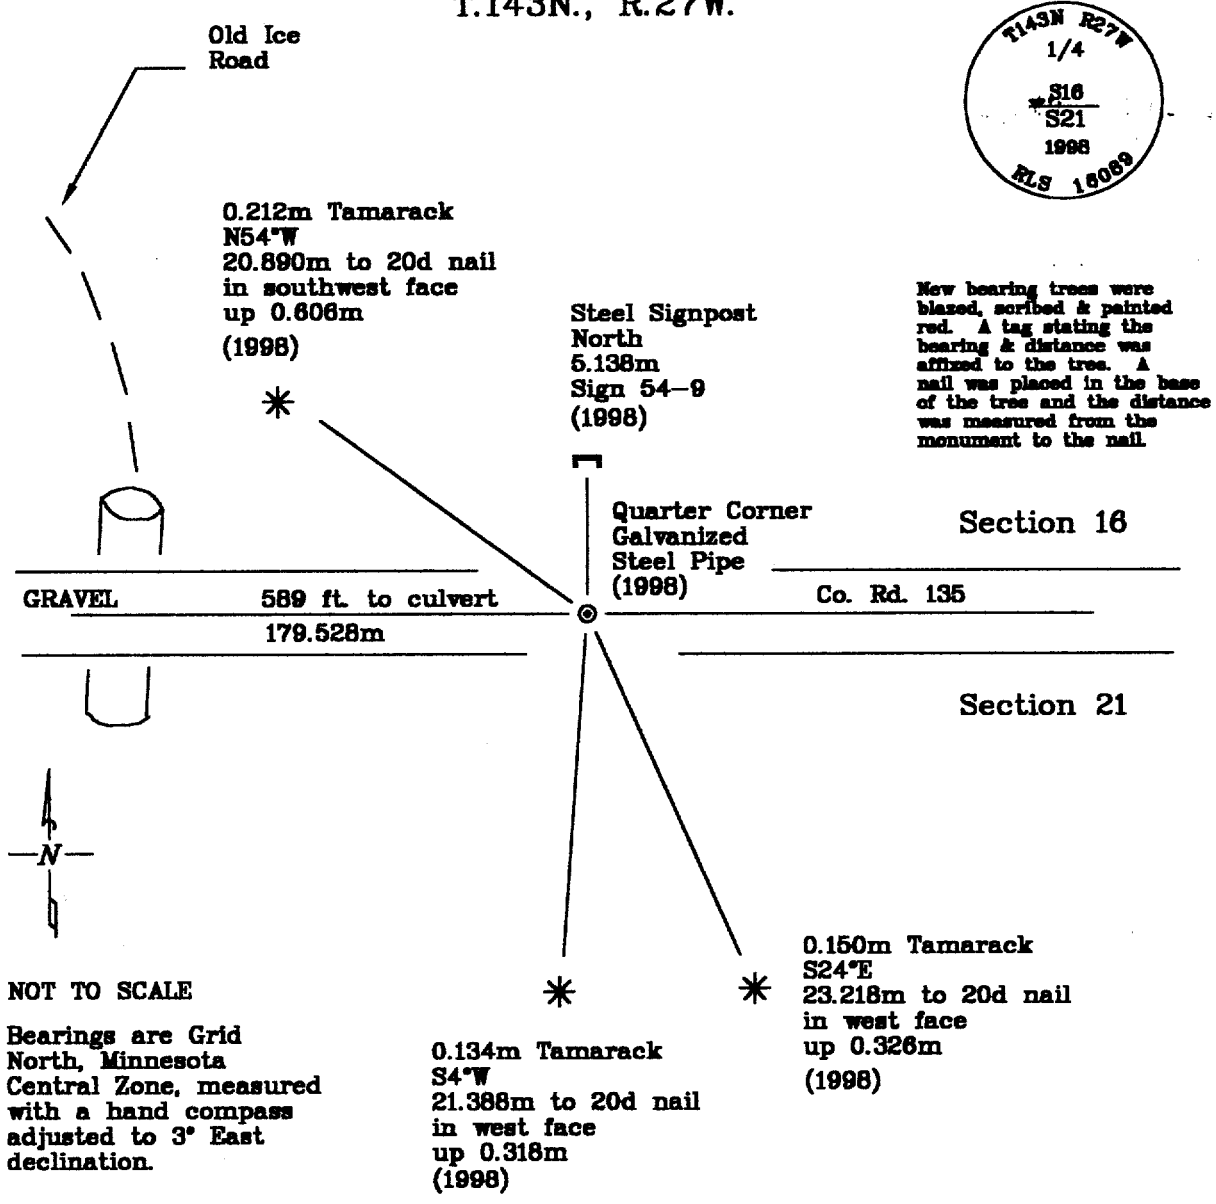 T.143N., R.27W.
Old Ice
Road
T143N R27W
1/4
S16
S21
1998
RLS 16089
0.212m Tamarack
N54°W
20.890m to 20d nail
in southwest face
up 0.606m
(1998)
Steel Signpost
North
5.138m
Sign 54-9
(1998)
New bearing trees were
blazed, scribed & painted
red. A tag stating the
bearing & distance was
affixed to the tree. A
nail was placed in the base
of the tree and the distance
was measured from the
monument to the nail.
Quarter Corner
Galvanized
Steel Pipe
(1998)
Section 16
GRAVEL
589 ft. to culvert
179.528m
Co. Rd. 135
Section 21
N
NOT TO SCALE
Bearings are Grid
North, Minnesota
Central Zone, measured
with a hand compass
adjusted to 3° East
declination.
0.134m Tamarack
S4°W
21.388m to 20d nail
in west face
up 0.318m
(1998)
0.150m Tamarack
S24°E
23.218m to 20d nail
in west face
up 0.326m
(1998)